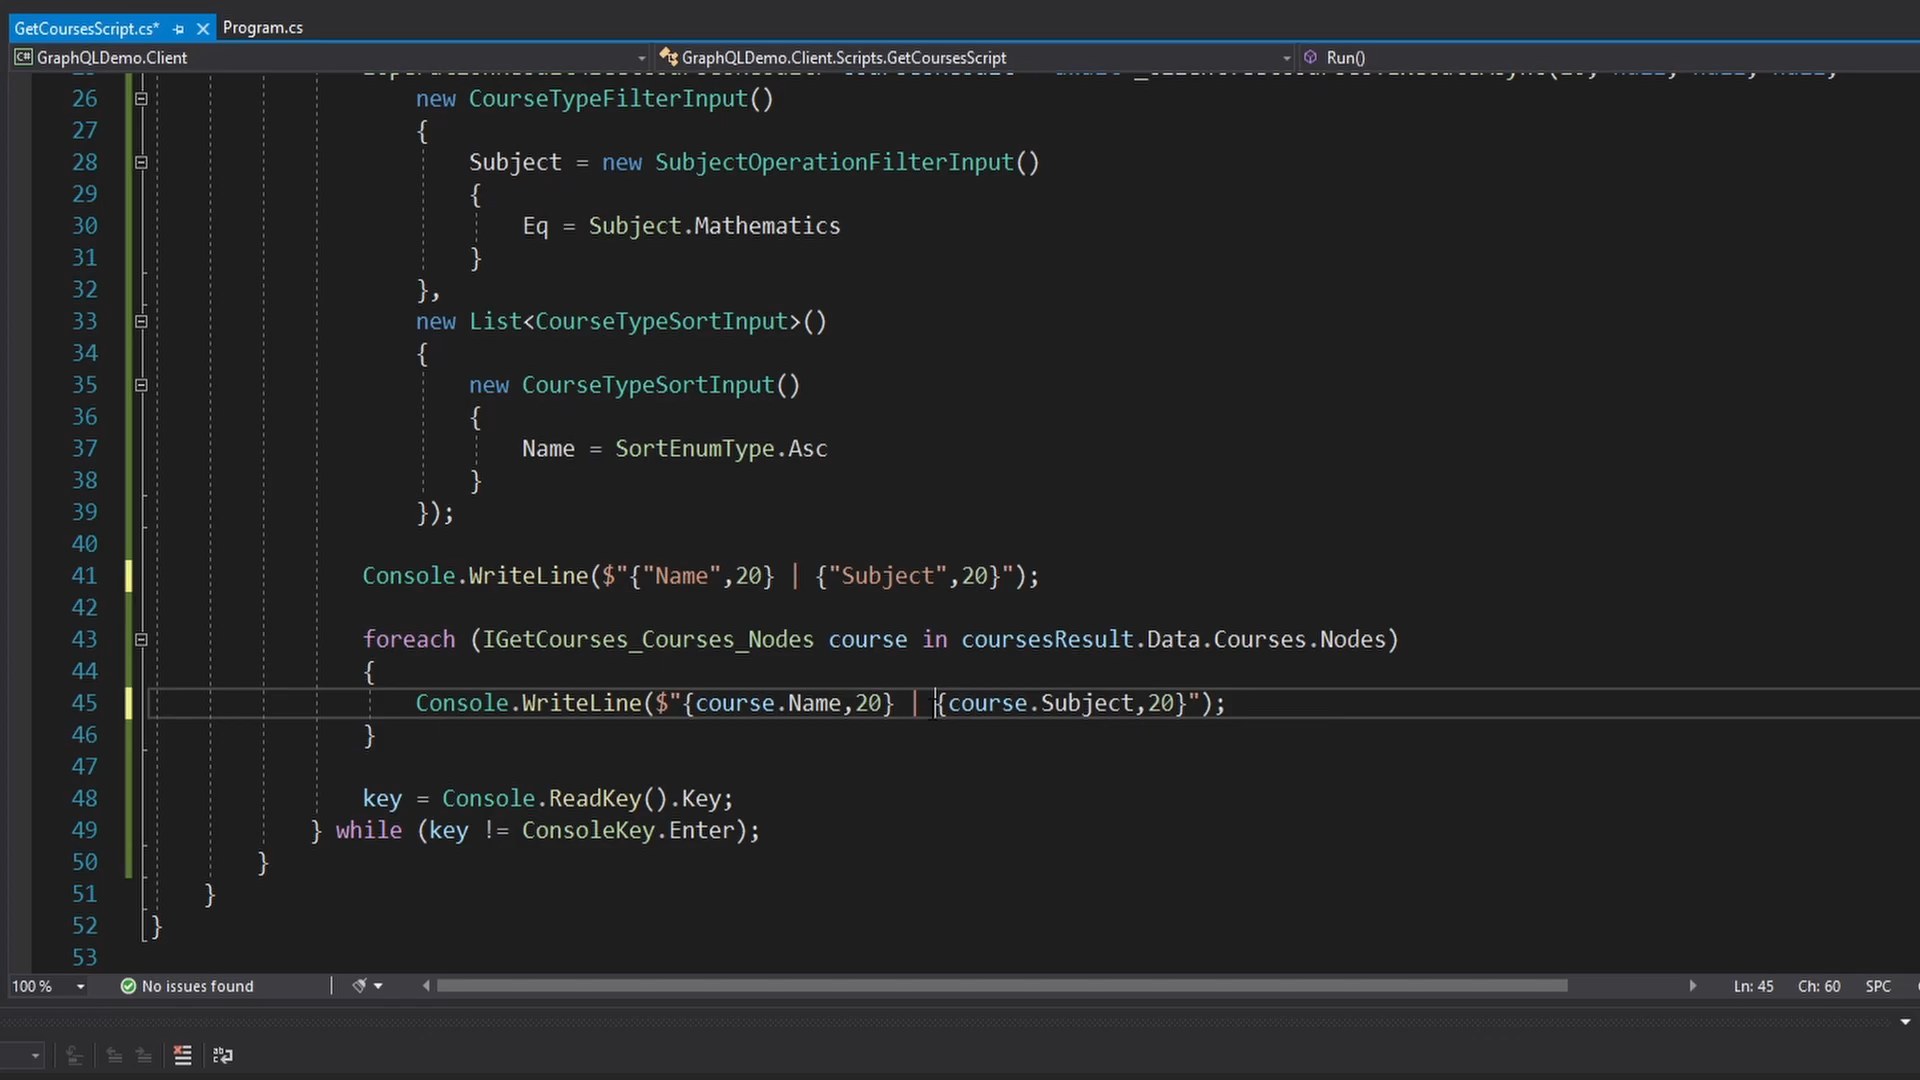 GetCoursesScript.cs* Program.cs
C# GraphQLDemo.Client GraphQLDemo.Client.Scripts.GetCoursesScript Run()
26 new CourseTypeFilterInput()
27 {
28 Subject = new SubjectOperationFilterInput()
29 {
30 Eq = Subject.Mathematics
31 }
32 },
33 new List<CourseTypeSortInput>()
34 {
35 new CourseTypeSortInput()
36 {
37 Name = SortEnumType.Asc
38 }
39 });
40
41 Console.WriteLine($"{"Name",20} | {"Subject",20}");
42
43 foreach (IGetCourses_Courses_Nodes course in coursesResult.Data.Courses.Nodes)
44 {
45 Console.WriteLine($"{course.Name,20} | {course.Subject,20}");
46 }
47
48 key = Console.ReadKey().Key;
49 } while (key != ConsoleKey.Enter);
50 }
51 }
52 }
53
100 % No issues found Ln: 45 Ch: 60 SPC